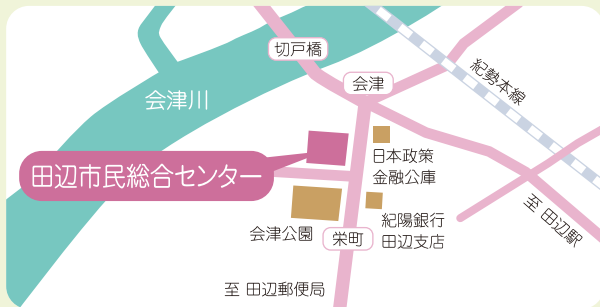 切戸橋
会津
紀勢本線
会津川
日本政策
金融公庫
田辺市民総合センター
至 田辺駅
紀陽銀行
田辺支店
会津公園
栄町
至 田辺郵便局